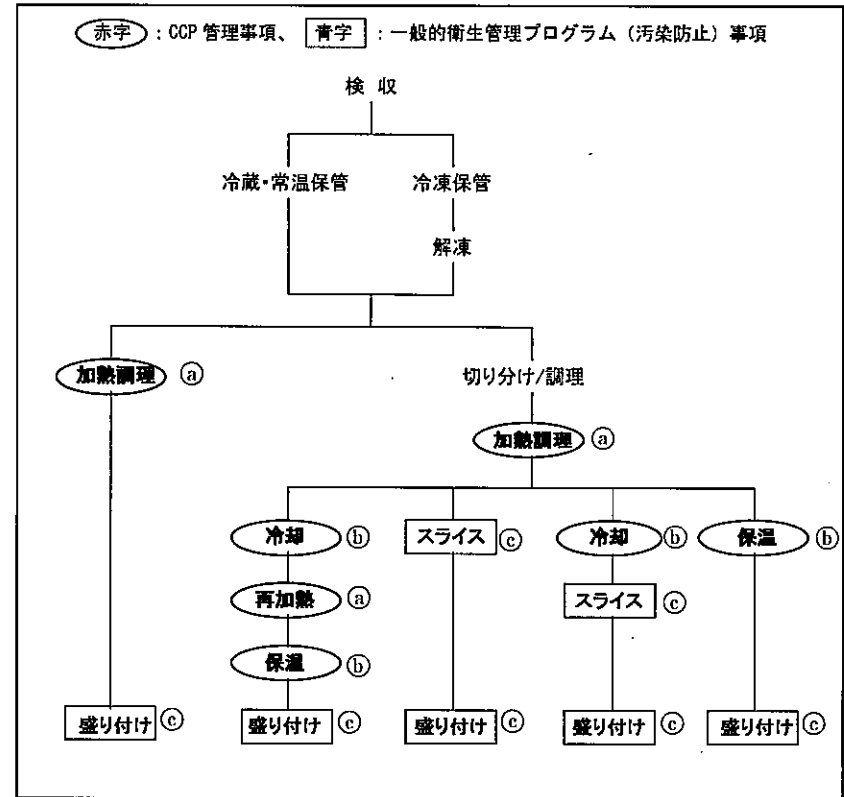 赤字：CCP 管理事項、 青字：一般的衛生管理プログラム（汚染防止）事項
検 収
冷蔵・常温保管 冷凍保管
解凍
加熱調理 ⓐ 切り分け/調理
加熱調理 ⓐ
冷却 ⓑ スライス ⓒ 冷却 ⓑ 保温 ⓑ
再加熱 ⓐ スライス ⓒ
保温 ⓑ
盛り付け ⓒ 盛り付け ⓒ 盛り付け ⓒ 盛り付け ⓒ 盛り付け ⓒ